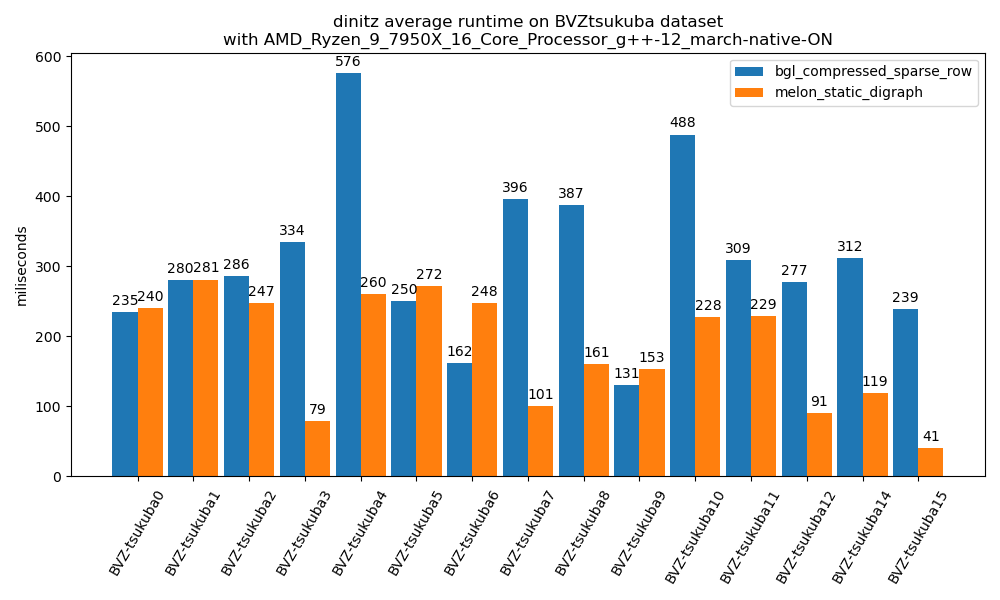 dinitz average runtime on BVZtsukuba dataset
with AMD_Ryzen_9_7950X_16_Core_Processor_g++-12_march-native-ON
bgl_compressed_sparse_row
melon_static_digraph
miliseconds
600
500
400
300
200
100
0
235
240
280
281
286
247
334
79
576
260
250
272
162
248
396
101
387
161
131
153
488
228
309
229
277
91
312
119
239
41
BVZ-tsukuba0
BVZ-tsukuba1
BVZ-tsukuba2
BVZ-tsukuba3
BVZ-tsukuba4
BVZ-tsukuba5
BVZ-tsukuba6
BVZ-tsukuba7
BVZ-tsukuba8
BVZ-tsukuba9
BVZ-tsukuba10
BVZ-tsukuba11
BVZ-tsukuba12
BVZ-tsukuba14
BVZ-tsukuba15